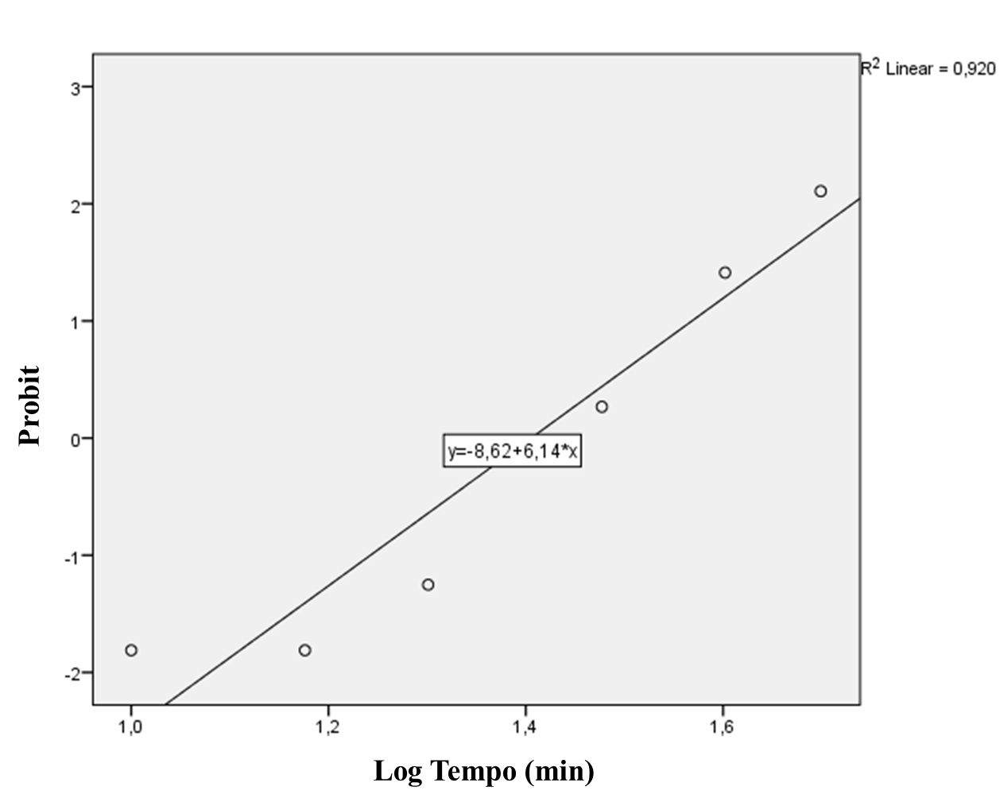 R² Linear = 0,920
3
2
1
0
-1
-2
Probit
y=-8,62+6,14*x
1,0 1,2 1,4 1,6
Log Tempo (min)